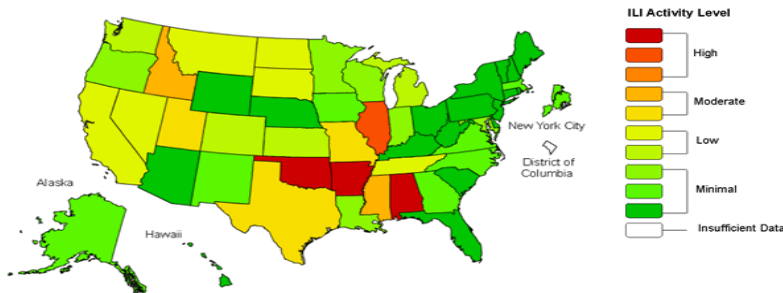 ILI Activity Level
High
Moderate
Low
Minimal
Insufficient Data
New York City
District of
Columbia
Alaska
Hawaii